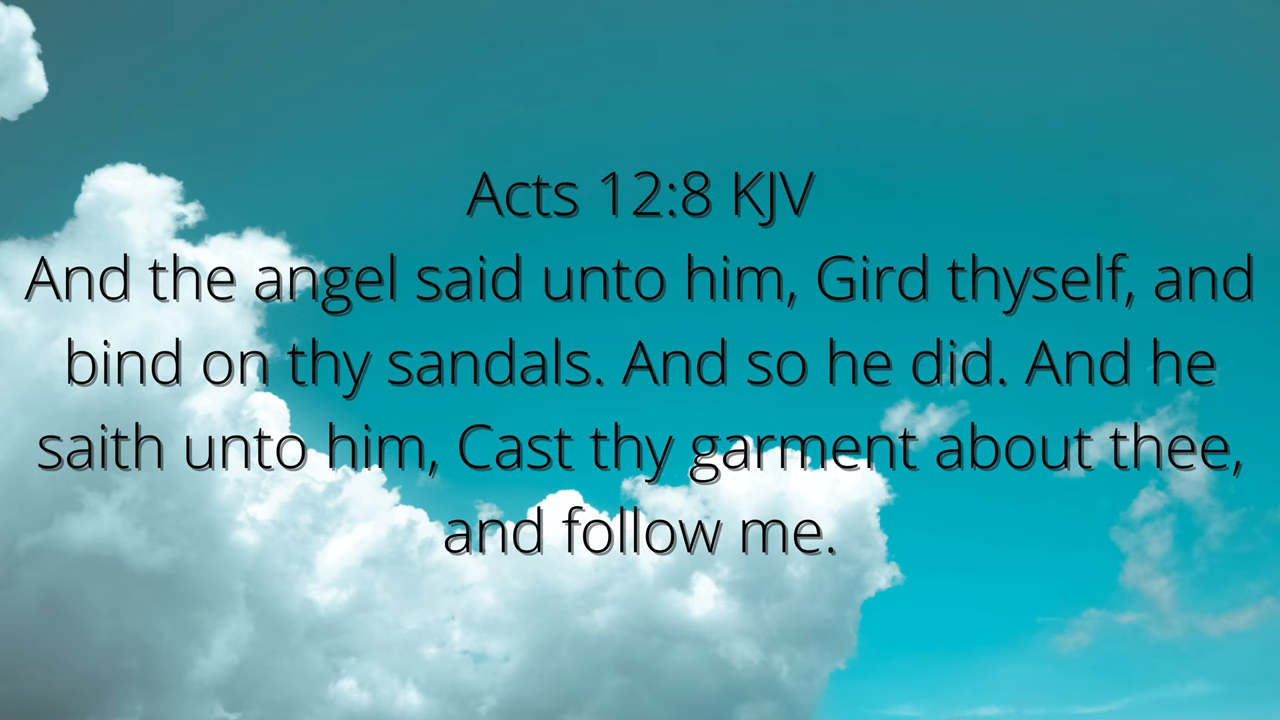 Acts 12:8 KJV
And the angel said unto him, Gird thyself, and
bind on thy sandals. And so he did. And he
saith unto him, Cast thy garment about thee,
and follow me.